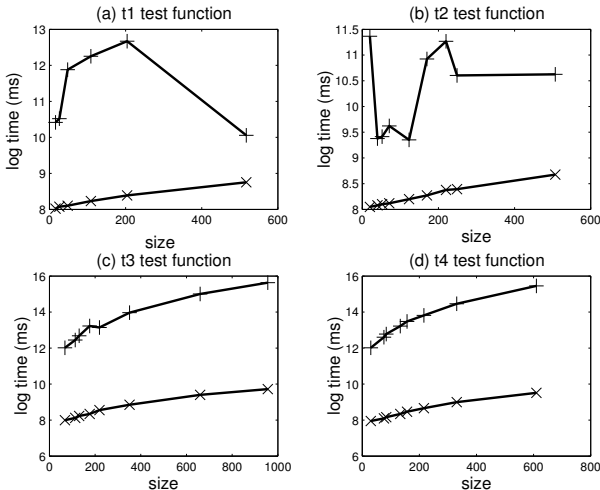 (a) t1 test function
13
12
11
10
9
8
0 200 400 600
log time (ms)
size
(b) t2 test function
11.5
11
10.5
10
9.5
9
8.5
8
0 200 400 600
log time (ms)
size
(c) t3 test function
16
14
12
10
8
6
0 200 400 600 800 1000
log time (ms)
size
(d) t4 test function
16
14
12
10
8
6
0 200 400 600 800
log time (ms)
size